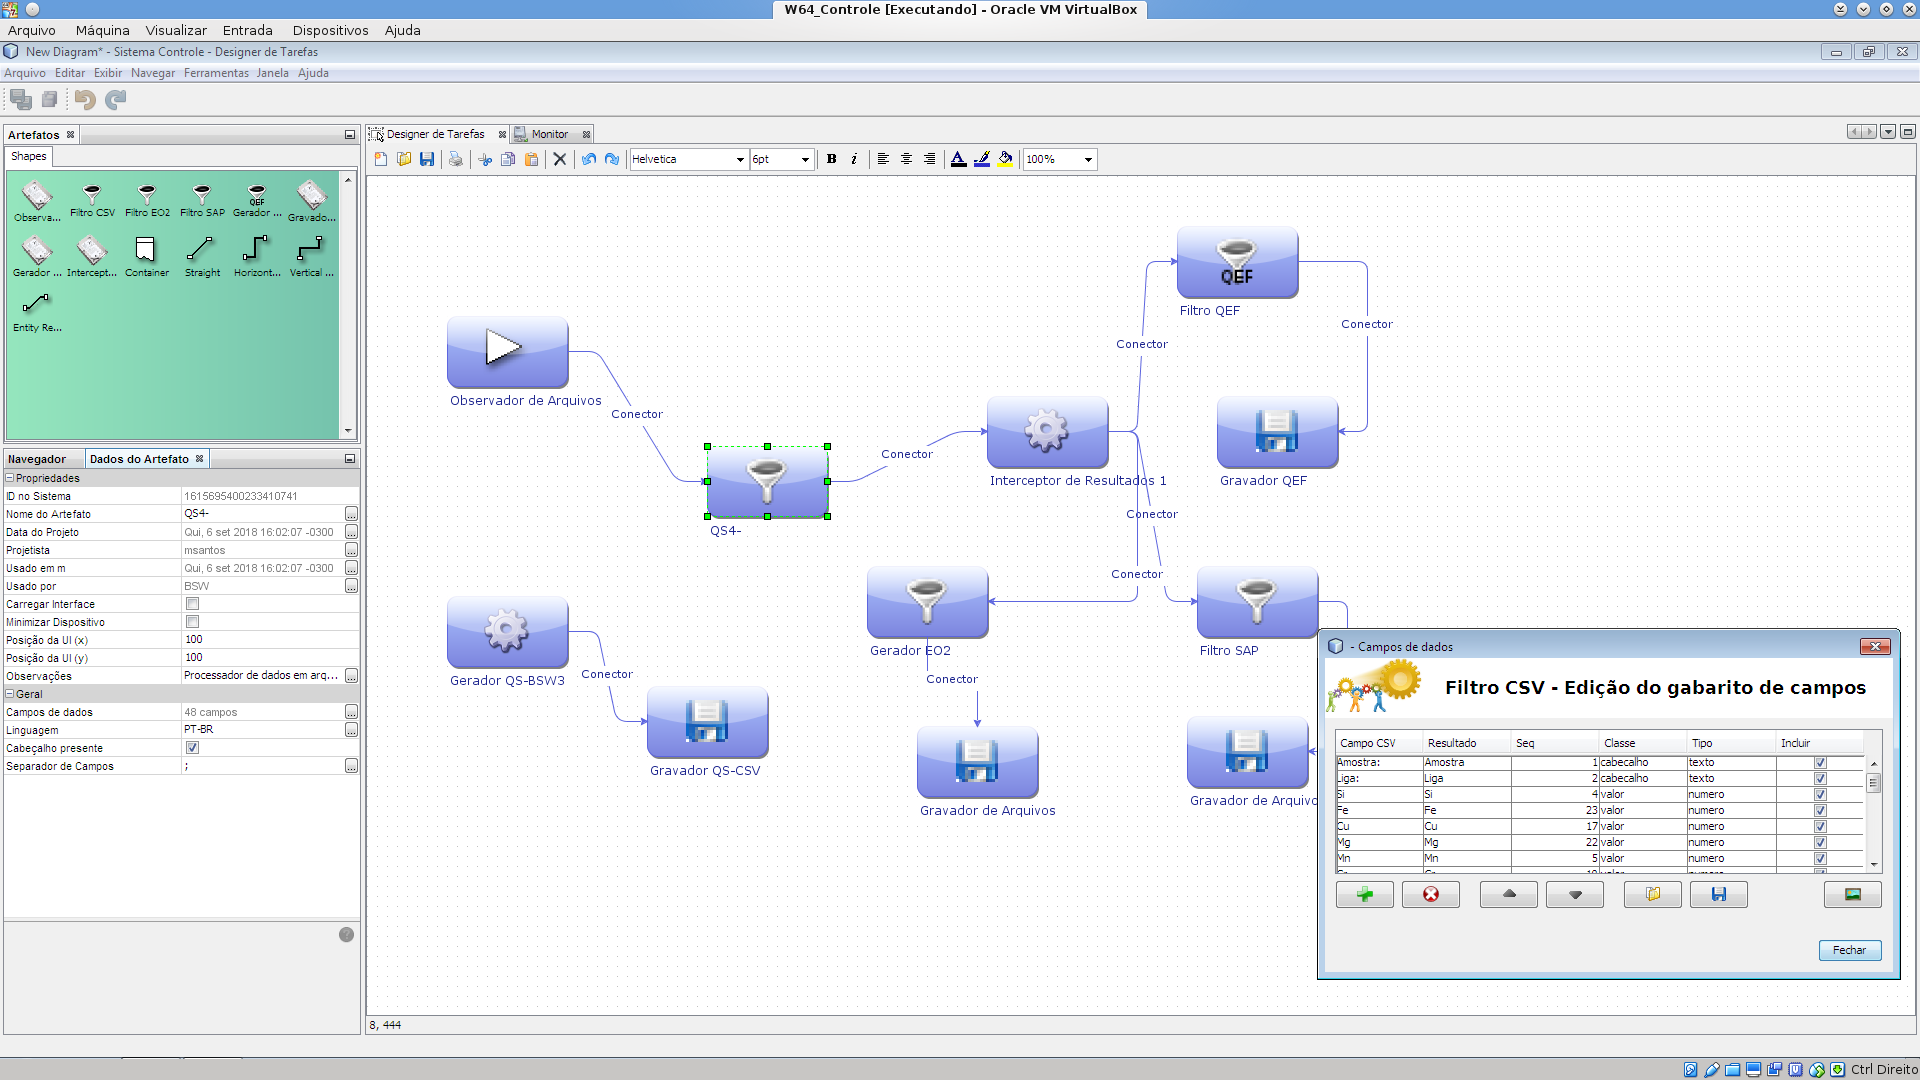 W64_Controle [Executando] - Oracle VM VirtualBox
Arquivo Máquina Visualizar Entrada Dispositivos Ajuda
New Diagram* - Sistema Controle - Designer de Tarefas
Arquivo Editar Exibir Navegar Ferramentas Janela Ajuda
Artefatos
Shapes
Observa... Filtro CSV Filtro EO2 Filtro SAP Gerador ... Gravado...
QEF
Gerador ... Intercept... Container Straight Horizont... Vertical ...
Entity Re...
Navegador Dados do Artefato
Propriedades
ID no Sistema 1615695400233410741
Nome do Artefato QS4-
Data do Projeto Qui, 6 set 2018 16:02:07 -0300
Projetista msantos
Usado em m Qui, 6 set 2018 16:02:07 -0300
Usado por BSW
Carregar Interface
Minimizar Dispositivo
Posição da UI (x) 100
Posição da UI (y) 100
Observações Processador de dados em arq...
Geral
Campos de dados 48 campos
Linguagem PT-BR
Cabeçalho presente
Separador de Campos ;
Designer de Tarefas Monitor
Helvetica 6pt B i A 100%
QEF
Filtro QEF
Conector
Conector
Observador de Arquivos
Conector
Conector
QS4-
Interceptor de Resultados 1
Gravador QEF
Conector
Conector
Gerador EO2
Filtro SAP
Gerador QS-BSW3
Conector
Conector
Gravador QS-CSV
Gravador de Arquivos
Gravador de Arquivo
- Campos de dados
Filtro CSV - Edição do gabarito de campos
Campo CSV Resultado Seq Classe Tipo Incluir
Amostra: Amostra 1 cabecalho texto
Liga: Liga 2 cabecalho texto
Si Si 4 valor numero
Fe Fe 23 valor numero
Cu Cu 17 valor numero
Mg Mg 22 valor numero
Mn Mn 5 valor numero
Fechar
8, 444
Ctrl Direito